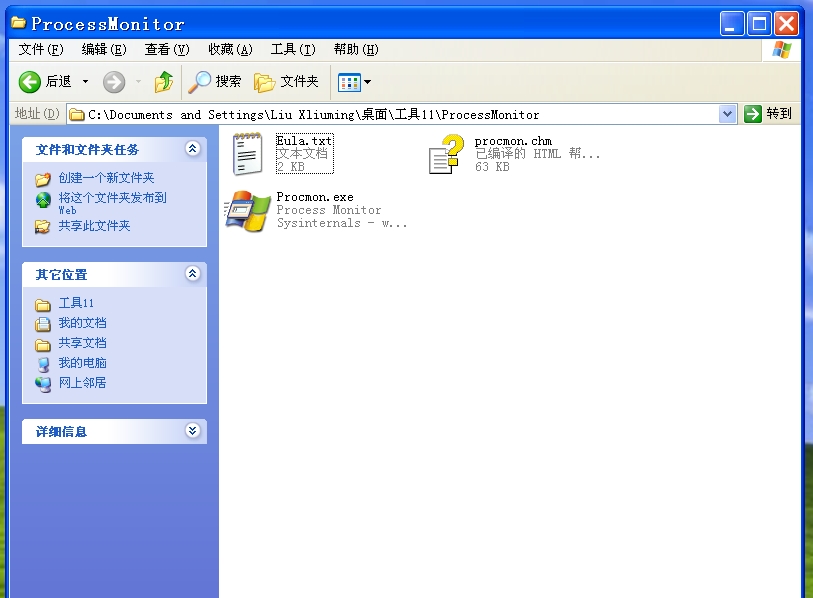 ProcessMonitor
文件(F) 编辑(E) 查看(V) 收藏(A) 工具(T) 帮助(H)
后退 搜索 文件夹
地址(D) C:\Documents and Settings\Liu Xliuming\桌面\工具11\ProcessMonitor 转到
文件和文件夹任务
创建一个新文件夹
将这个文件夹发布到
Web
共享此文件夹
其它位置
工具11
我的文档
共享文档
我的电脑
网上邻居
详细信息
Eula.txt
文本文档
2 KB
procmon.chm
已编译的 HTML 帮...
63 KB
Procmon.exe
Process Monitor
Sysinternals - w...